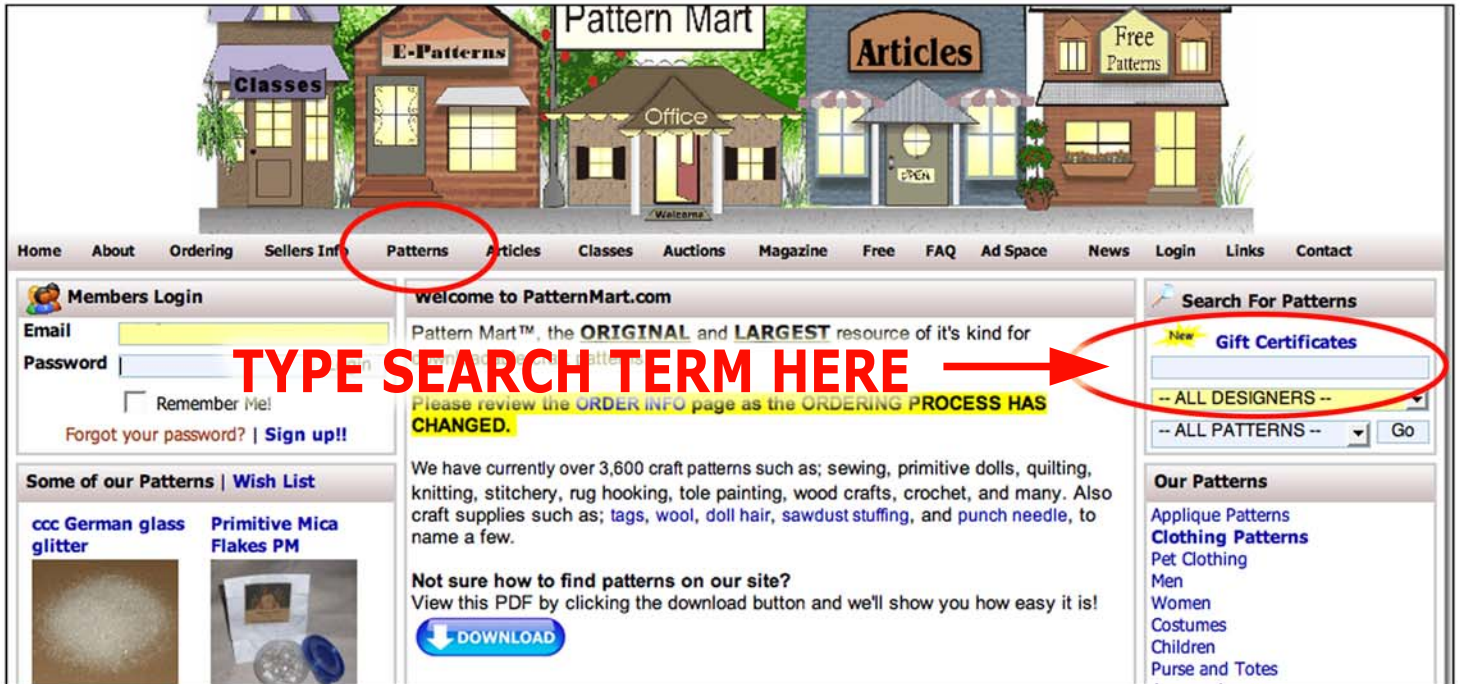 Pattern Mart
Classes
E-Patterns
Office
Welcome
Articles
OPEN
Free
Patterns
Home About Ordering Sellers Info Patterns Articles Classes Auctions Magazine Free FAQ Ad Space News Login Links Contact
Members Login
Email
Password
Remember Me!
Forgot your password? | Sign up!!
Some of our Patterns | Wish List
ccc German glass
glitter
Primitive Mica
Flakes PM
Welcome to PatternMart.com
Pattern Mart™, the ORIGINAL and LARGEST resource of it's kind for
TYPE SEARCH TERM HERE
Please review the ORDER INFO page as the ORDERING PROCESS HAS
CHANGED.
We have currently over 3,600 craft patterns such as; sewing, primitive dolls, quilting,
knitting, stitchery, rug hooking, tole painting, wood crafts, crochet, and many. Also
craft supplies such as; tags, wool, doll hair, sawdust stuffing, and punch needle, to
name a few.
Not sure how to find patterns on our site?
View this PDF by clicking the download button and we'll show you how easy it is!
DOWNLOAD
Search For Patterns
New Gift Certificates
-- ALL DESIGNERS --
-- ALL PATTERNS -- Go
Our Patterns
Applique Patterns
Clothing Patterns
Pet Clothing
Men
Women
Costumes
Children
Purse and Totes